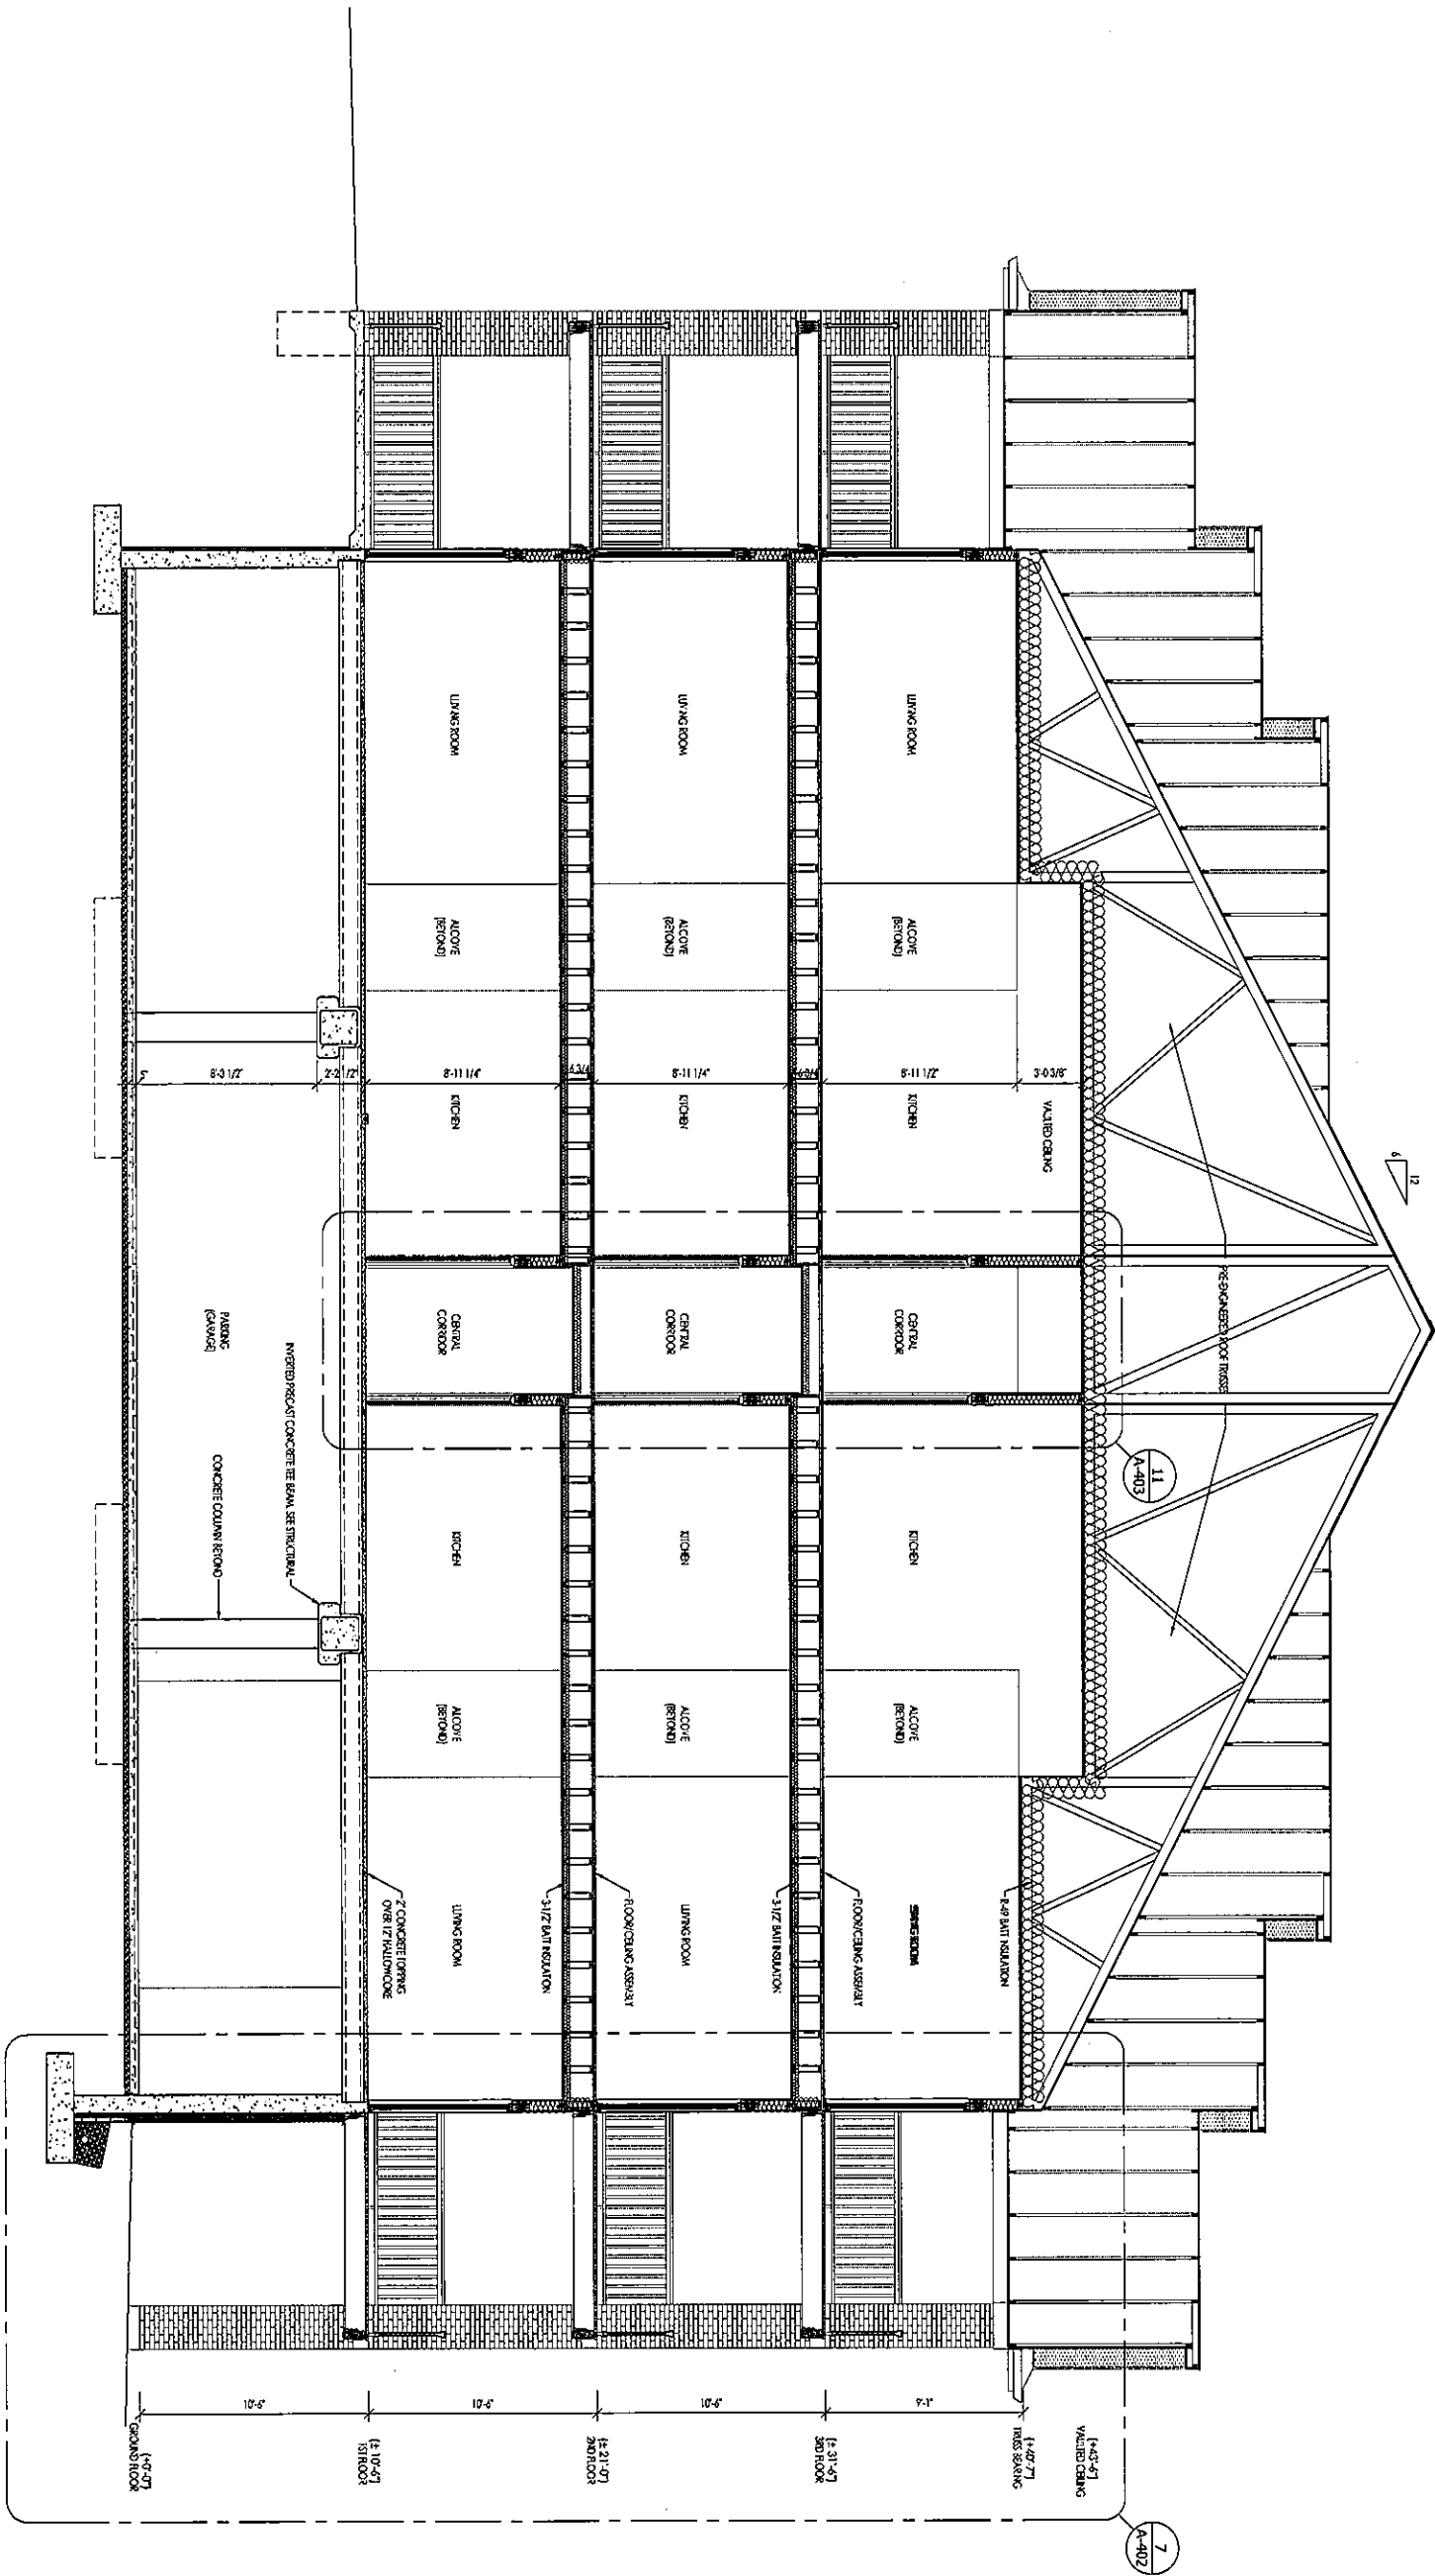 12
6
PRE-ENGINEERED ROOF TRUSSES
11
A-403
7
A-402
VAULTED CEILING
3'-0 3/8"
R-49 BATT INSULATION
LIVING ROOM
ALCOVE
(BEYOND)
8'-11 1/2"
KITCHEN
CENTRAL
CORRIDOR
KITCHEN
ALCOVE
(BEYOND)
FLOOR/CEILING ASSEMBLY
3-1/2" BATT INSULATION
LIVING ROOM
ALCOVE
(BEYOND)
8'-11 1/4"
KITCHEN
CENTRAL
CORRIDOR
KITCHEN
ALCOVE
(BEYOND)
LIVING ROOM
FLOOR/CEILING ASSEMBLY
3-1/2" BATT INSULATION
LIVING ROOM
ALCOVE
(BEYOND)
8'-11 1/4"
KITCHEN
CENTRAL
CORRIDOR
KITCHEN
ALCOVE
(BEYOND)
LIVING ROOM
2" CONCRETE TOPPING
OVER 12" HALLOWCORE
2'-2 1/2"
INVERTED PRECAST CONCRETE TEE BEAM, SEE STRUCTURAL
8'-3 1/2"
PARKING
(GARAGE)
CONCRETE COLUMN BEYOND
5"
(+43'-6")
VAULTED CEILING
(+40'-7")
TRUSS BEARING
9'-1"
(± 31'-6")
3RD FLOOR
10'-6"
(± 21'-0")
2ND FLOOR
10'-6"
(± 10'-6")
1ST FLOOR
10'-6"
(+0'-0")
GROUND FLOOR